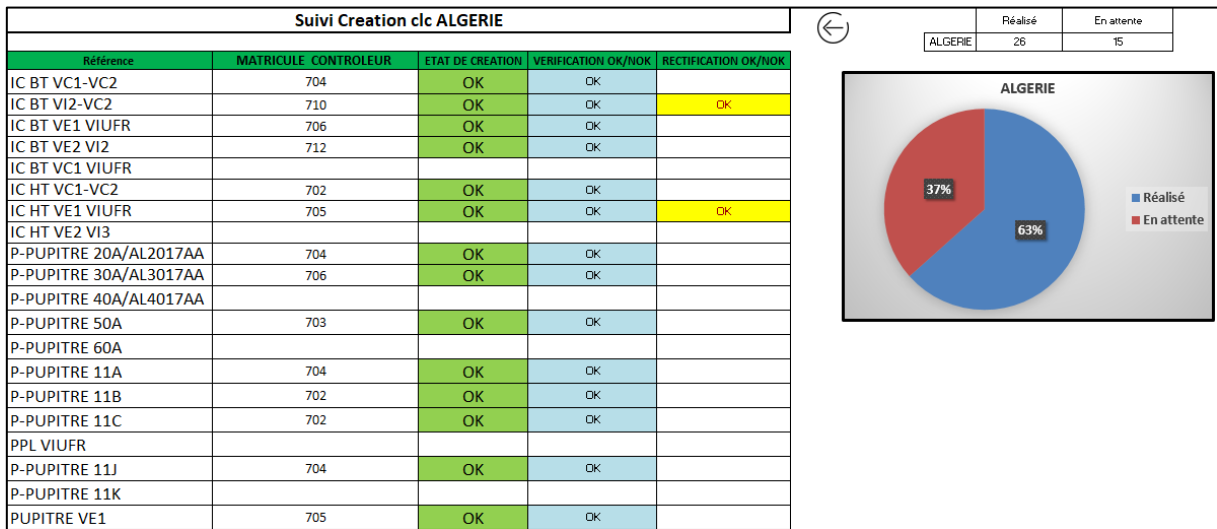 Suivi Creation clc ALGERIE
Réalisé En attente
ALGERIE 26 15
Référence MATRICULE CONTROLEUR ETAT DE CREATION VERIFICATION OK/NOK RECTIFICATION OK/NOK
IC BT VC1-VC2 704 OK OK
IC BT VI2-VC2 710 OK OK OK
IC BT VE1 VIUFR 706 OK OK
IC BT VE2 VI2 712 OK OK
IC BT VC1 VIUFR
IC HT VC1-VC2 702 OK OK
IC HT VE1 VIUFR 705 OK OK OK
IC HT VE2 VI3
P-PUPITRE 20A/AL2017AA 704 OK OK
P-PUPITRE 30A/AL3017AA 706 OK OK
P-PUPITRE 40A/AL4017AA
P-PUPITRE 50A 703 OK OK
P-PUPITRE 60A
P-PUPITRE 11A 704 OK OK
P-PUPITRE 11B 702 OK OK
P-PUPITRE 11C 702 OK OK
PPL VIUFR
P-PUPITRE 11J 704 OK OK
P-PUPITRE 11K
PUPITRE VE1 705 OK OK
ALGERIE
37%
63%
Réalisé
En attente